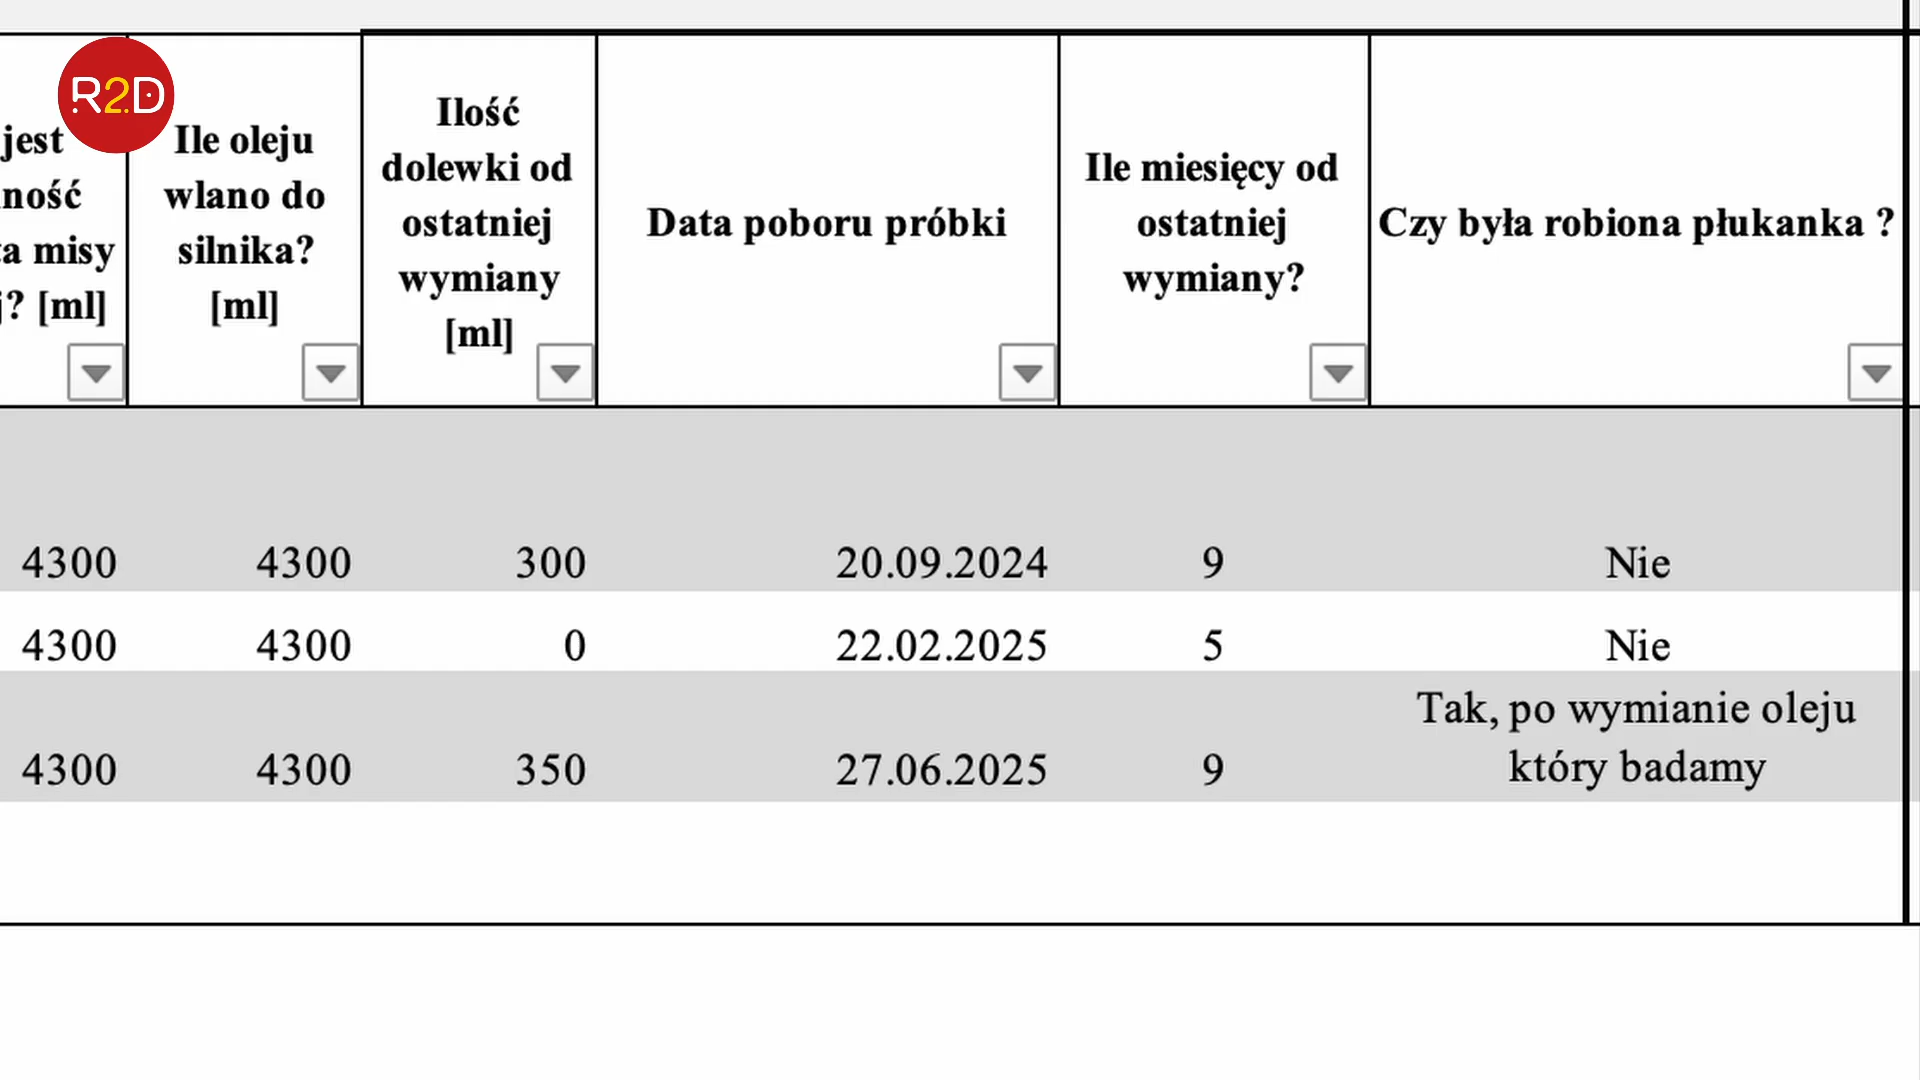 R2D
jest
ność
ta misy
j? [ml]
Ile oleju
wlano do
silnika?
[ml]
Ilość
dolewki od
ostatniej
wymiany
[ml]
Data poboru próbki
Ile miesięcy od
ostatniej
wymiany?
Czy była robiona płukanka ?
4300 4300 300 20.09.2024 9 Nie
4300 4300 0 22.02.2025 5 Nie
4300 4300 350 27.06.2025 9 Tak, po wymianie oleju
który badamy